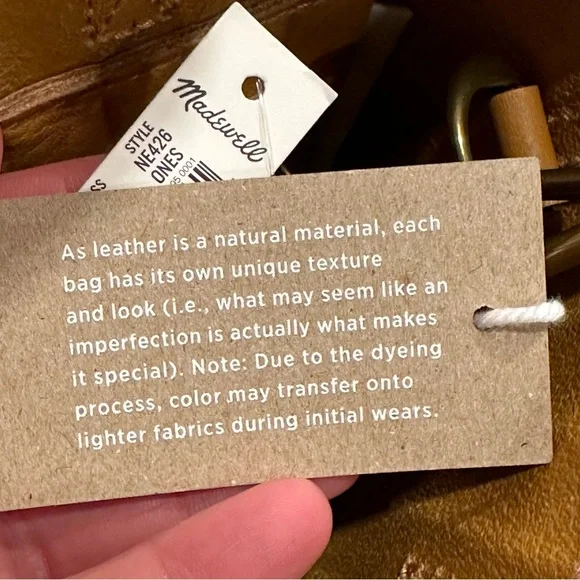 Madewell
STYLE
NE426
ONES
As leather is a natural material, each
bag has its own unique texture
and look (i.e., what may seem like an
imperfection is actually what makes
it special). Note: Due to the dyeing
process, color may transfer onto
lighter fabrics during initial wears.